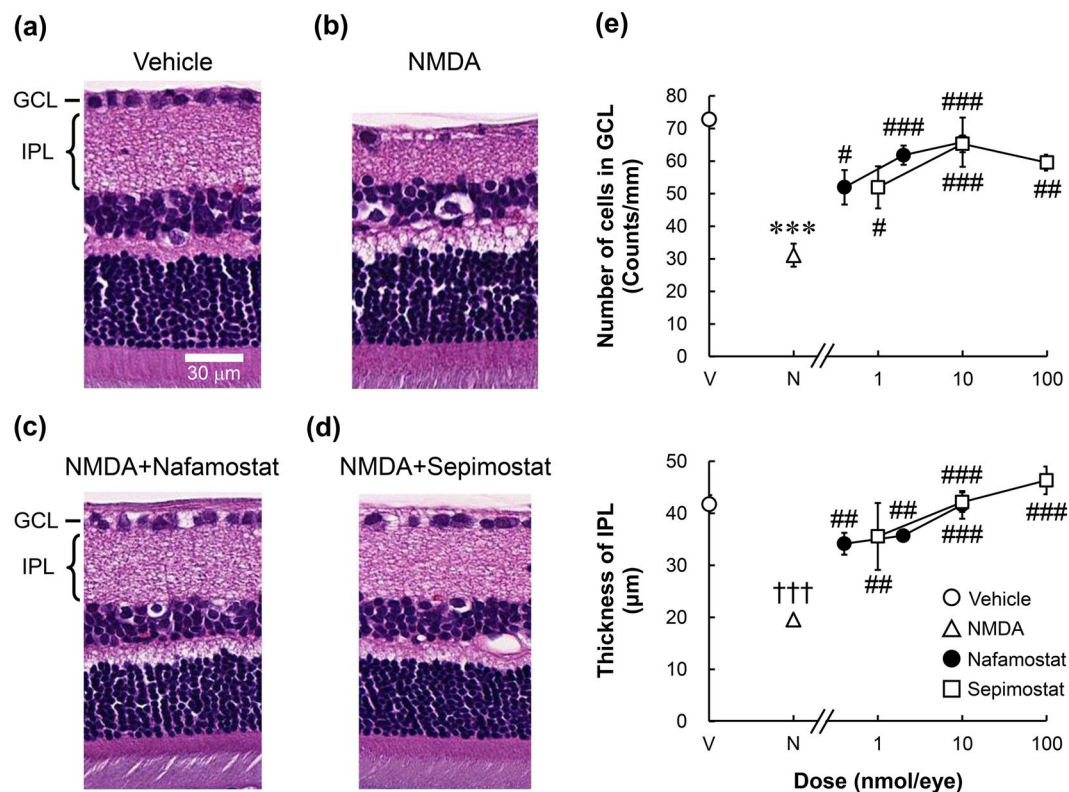 (a)
Vehicle
GCL
IPL
30 μm
(b)
NMDA
(c)
NMDA+Nafamostat
GCL
IPL
(d)
NMDA+Sepimostat
(e)
Number of cells in GCL
(Counts/mm)
80
70
60
50
40
30
20
10
0
***
#
###
#
###
###
##
V N 1 10 100
Thickness of IPL
(μm)
50
40
30
20
10
0
†††
##
##
##
###
###
###
Vehicle
NMDA
Nafamostat
Sepimostat
V N 1 10 100
Dose (nmol/eye)